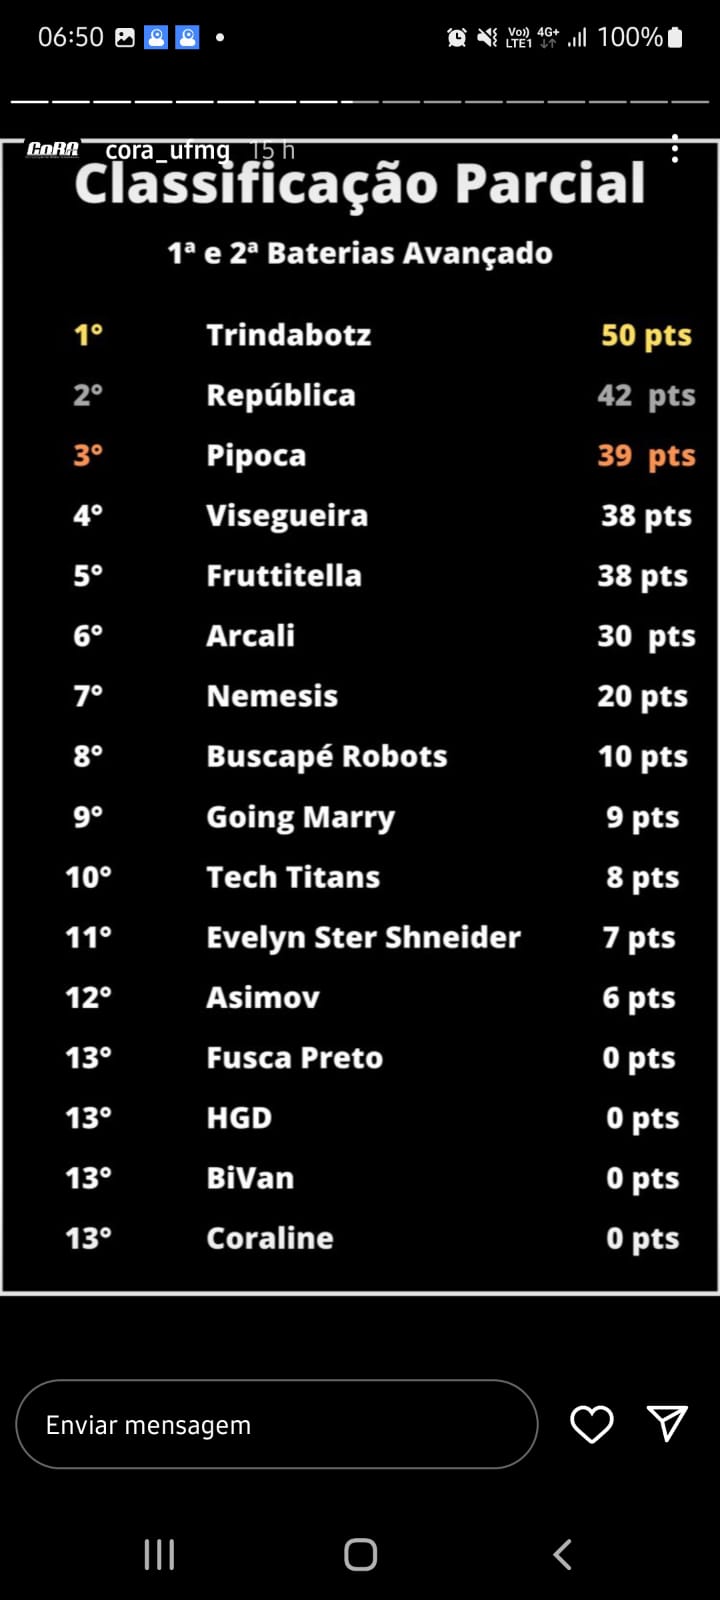 06:50 Vo)) LTE1 4G+ 100%
CoRA cora_ufmg 15 h
Classificação Parcial
1ª e 2ª Baterias Avançado
1° Trindabotz 50 pts
2° República 42 pts
3° Pipoca 39 pts
4° Visegueira 38 pts
5° Fruttitella 38 pts
6° Arcali 30 pts
7° Nemesis 20 pts
8° Buscapé Robots 10 pts
9° Going Marry 9 pts
10° Tech Titans 8 pts
11° Evelyn Ster Shneider 7 pts
12° Asimov 6 pts
13° Fusca Preto 0 pts
13° HGD 0 pts
13° BiVan 0 pts
13° Coraline 0 pts
Enviar mensagem